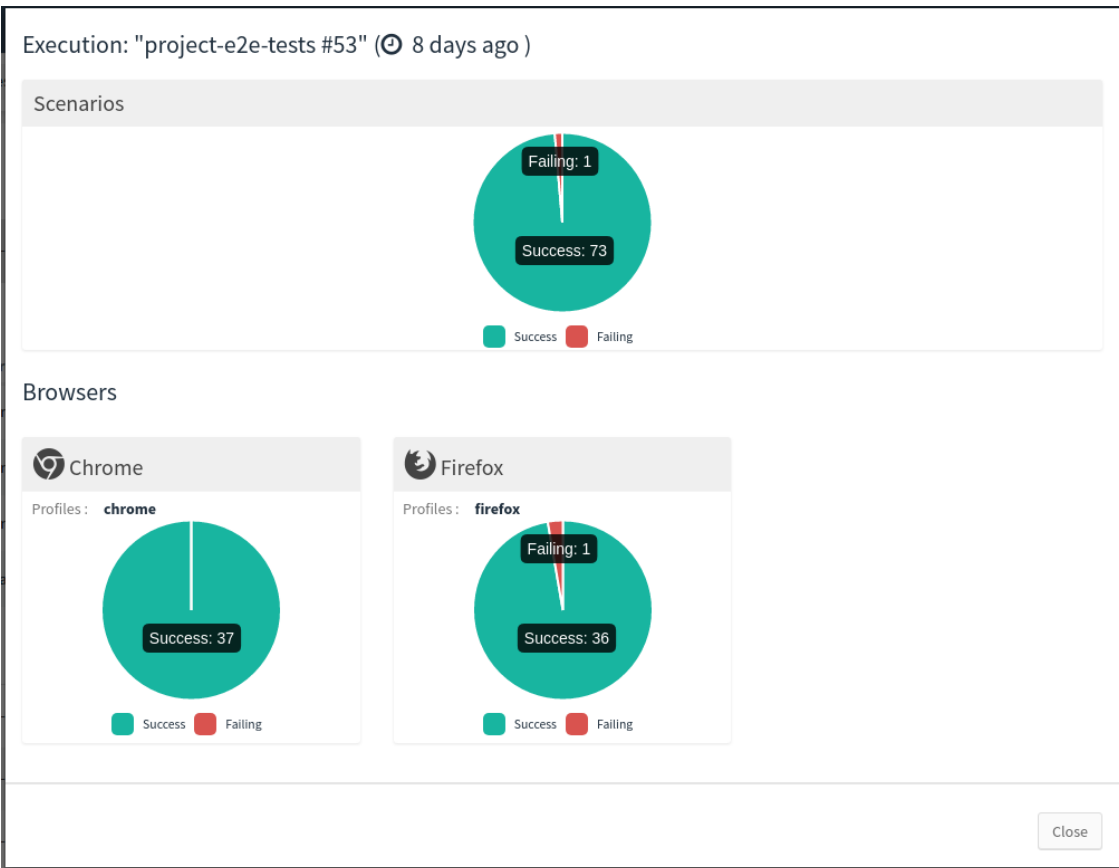 Execution: "project-e2e-tests #53" ( 8 days ago )
Scenarios
Failing: 1
Success: 73
Success Failing
Browsers
Chrome
Profiles : chrome
Success: 37
Success Failing
Firefox
Profiles : firefox
Failing: 1
Success: 36
Success Failing
Close